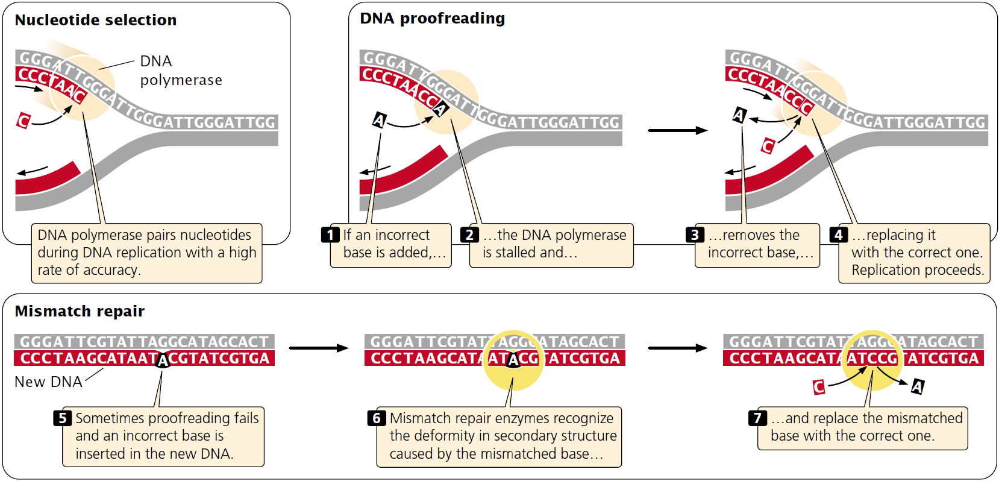 Nucleotide selection
DNA
polymerase
GGGATTGGGATTGGGATTGGGATTGG
CCCTAAC
C
DNA polymerase pairs nucleotides
during DNA replication with a high
rate of accuracy.
DNA proofreading
GGGATTGGGATTGGGATTGGGATTGG
CCCTAACCA
A
1 If an incorrect
base is added,...
2 ...the DNA polymerase
is stalled and...
GGGATTGGGATTGGGATTGGGATTGG
CCCTAACCC
A
C
3 ...removes the
incorrect base,...
4 ...replacing it
with the correct one.
Replication proceeds.
Mismatch repair
GGGATTCGTATTAGGCATAGCACT
CCCTAAGCATAATACGTATCGTGA
New DNA
5 Sometimes proofreading fails
and an incorrect base is
inserted in the new DNA.
GGGATTCGTATTAGGGATAGCACT
CCCTAAGCATAATACGTATCGTGA
6 Mismatch repair enzymes recognize
the deformity in secondary structure
caused by the mismatched base...
GGGATTCGTATTAGGGATAGCACT
CCCTAAGCATAATCCGTATCGTGA
C
A
7 ...and replace the mismatched
base with the correct one.